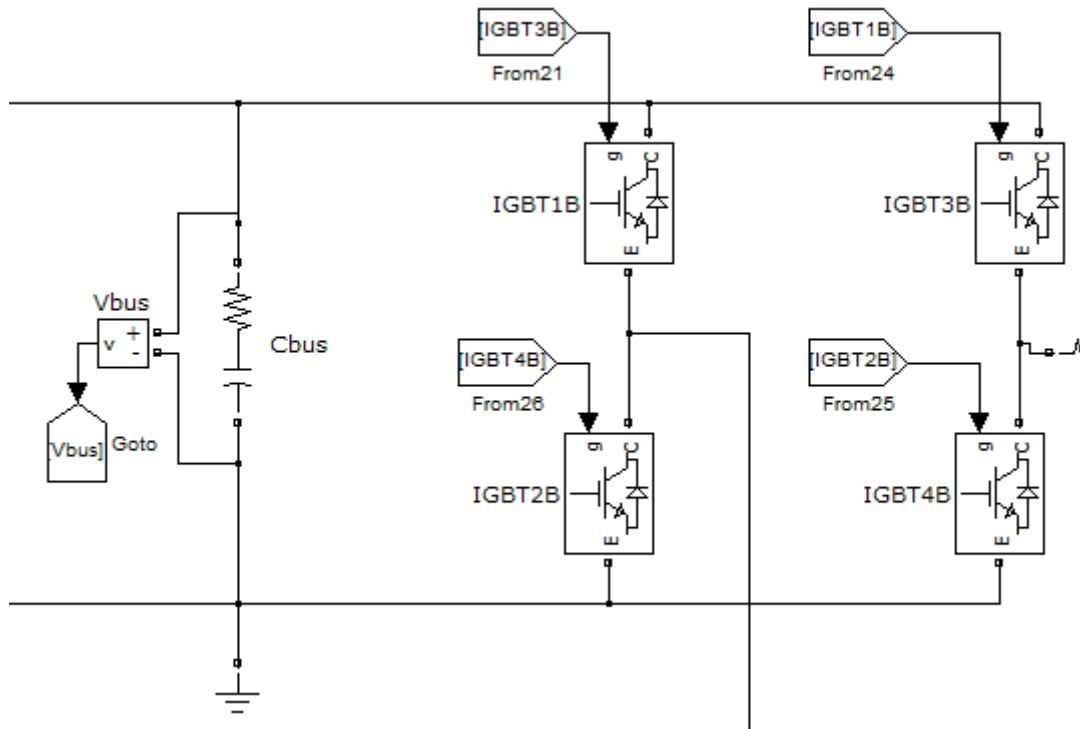 [IGBT3B]
From21
[IGBT1B]
From24
g C
IGBT1B
E
g C
IGBT3B
E
Vbus
v + -
Cbus
[Vbus]
Goto
[IGBT4B]
From26
[IGBT2B]
From25
g C
IGBT2B
E
g C
IGBT4B
E